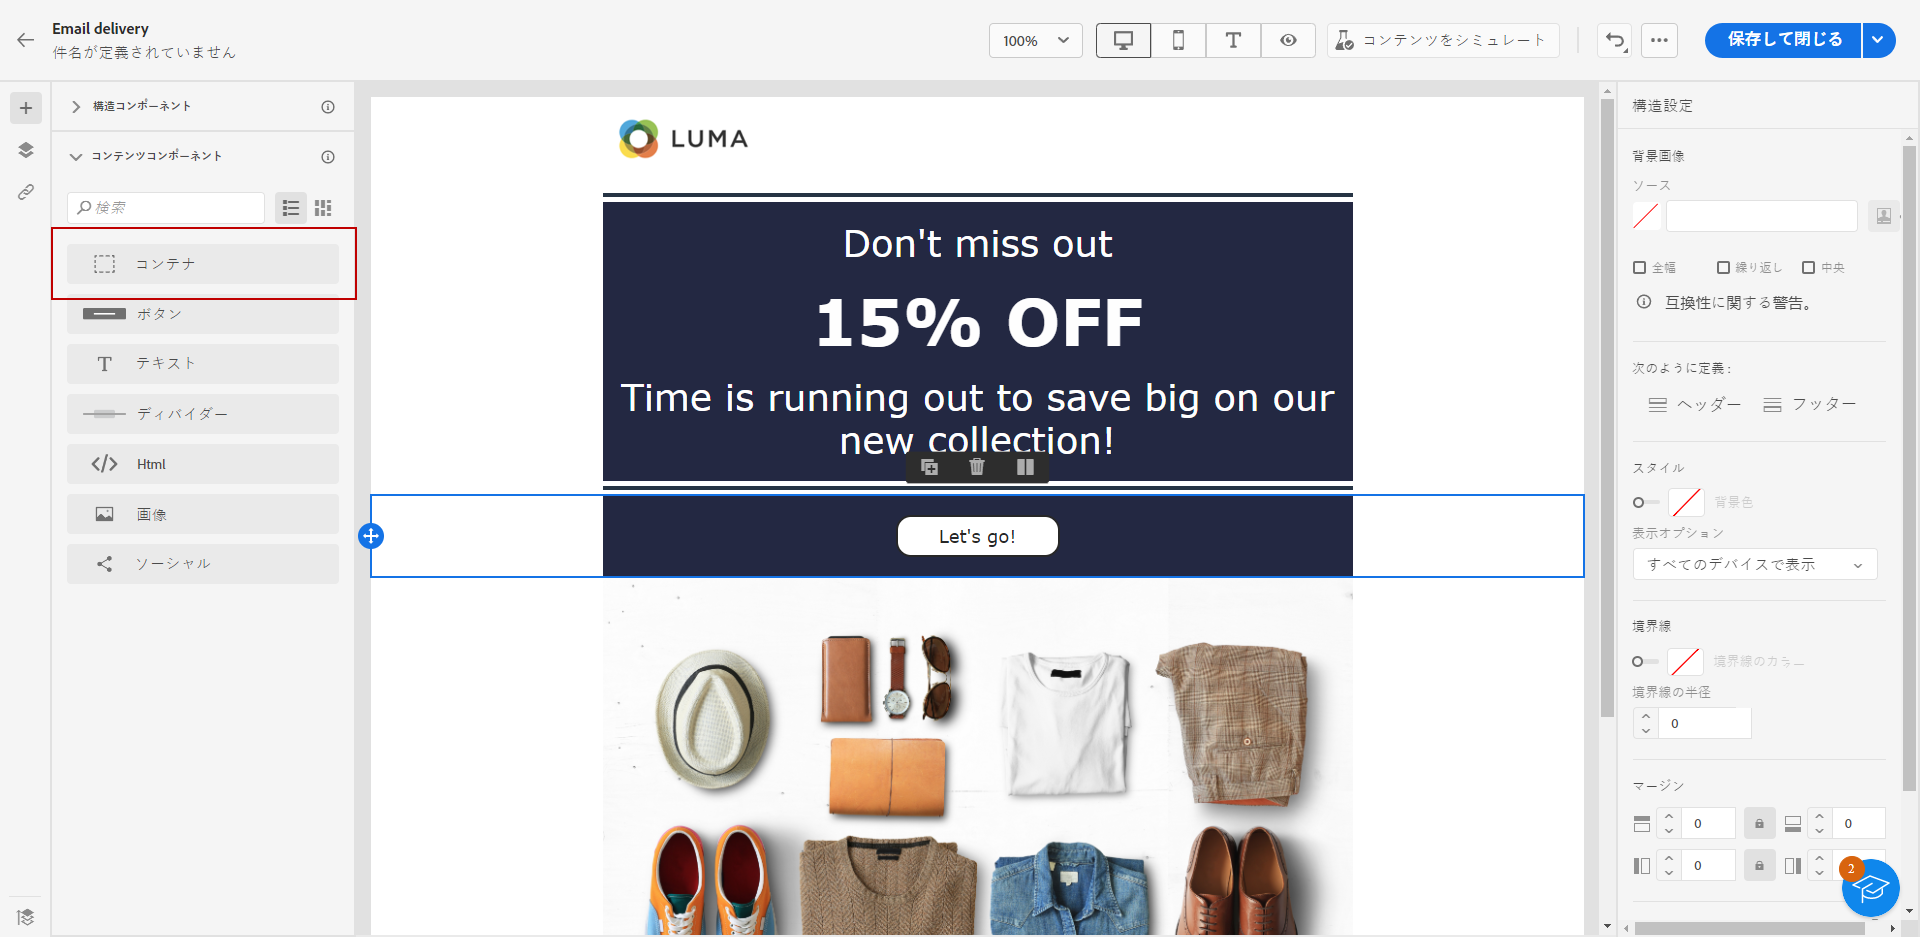 Email delivery
件名が定義されていません
100%
コンテンツをシミュレート
保存して閉じる
構造コンポーネント
コンテンツコンポーネント
検索
コンテナ
ボタン
テキスト
ディバイダー
Html
画像
ソーシャル
LUMA
Don't miss out
15% OFF
Time is running out to save big on our
new collection!
Let's go!
構造設定
背景画像
ソース
全幅
繰り返し
中央
互換性に関する警告。
次のように定義 :
ヘッダー
フッター
スタイル
背景色
表示オプション
すべてのデバイスで表示
境界線
境界線のカラー
境界線の半径
0
マージン
0
0
0
2